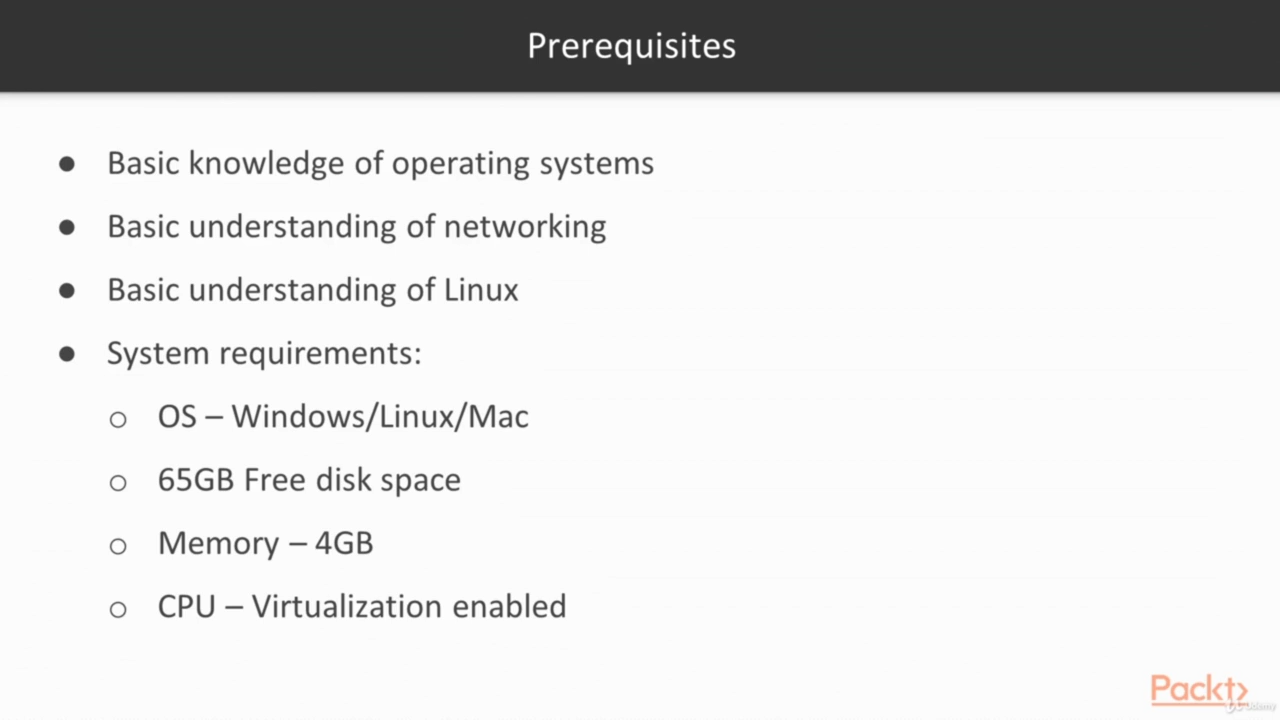 Prerequisites
● Basic knowledge of operating systems
● Basic understanding of networking
● Basic understanding of Linux
● System requirements:
○ OS – Windows/Linux/Mac
○ 65GB Free disk space
○ Memory – 4GB
○ CPU – Virtualization enabled
Packt>
Udemy